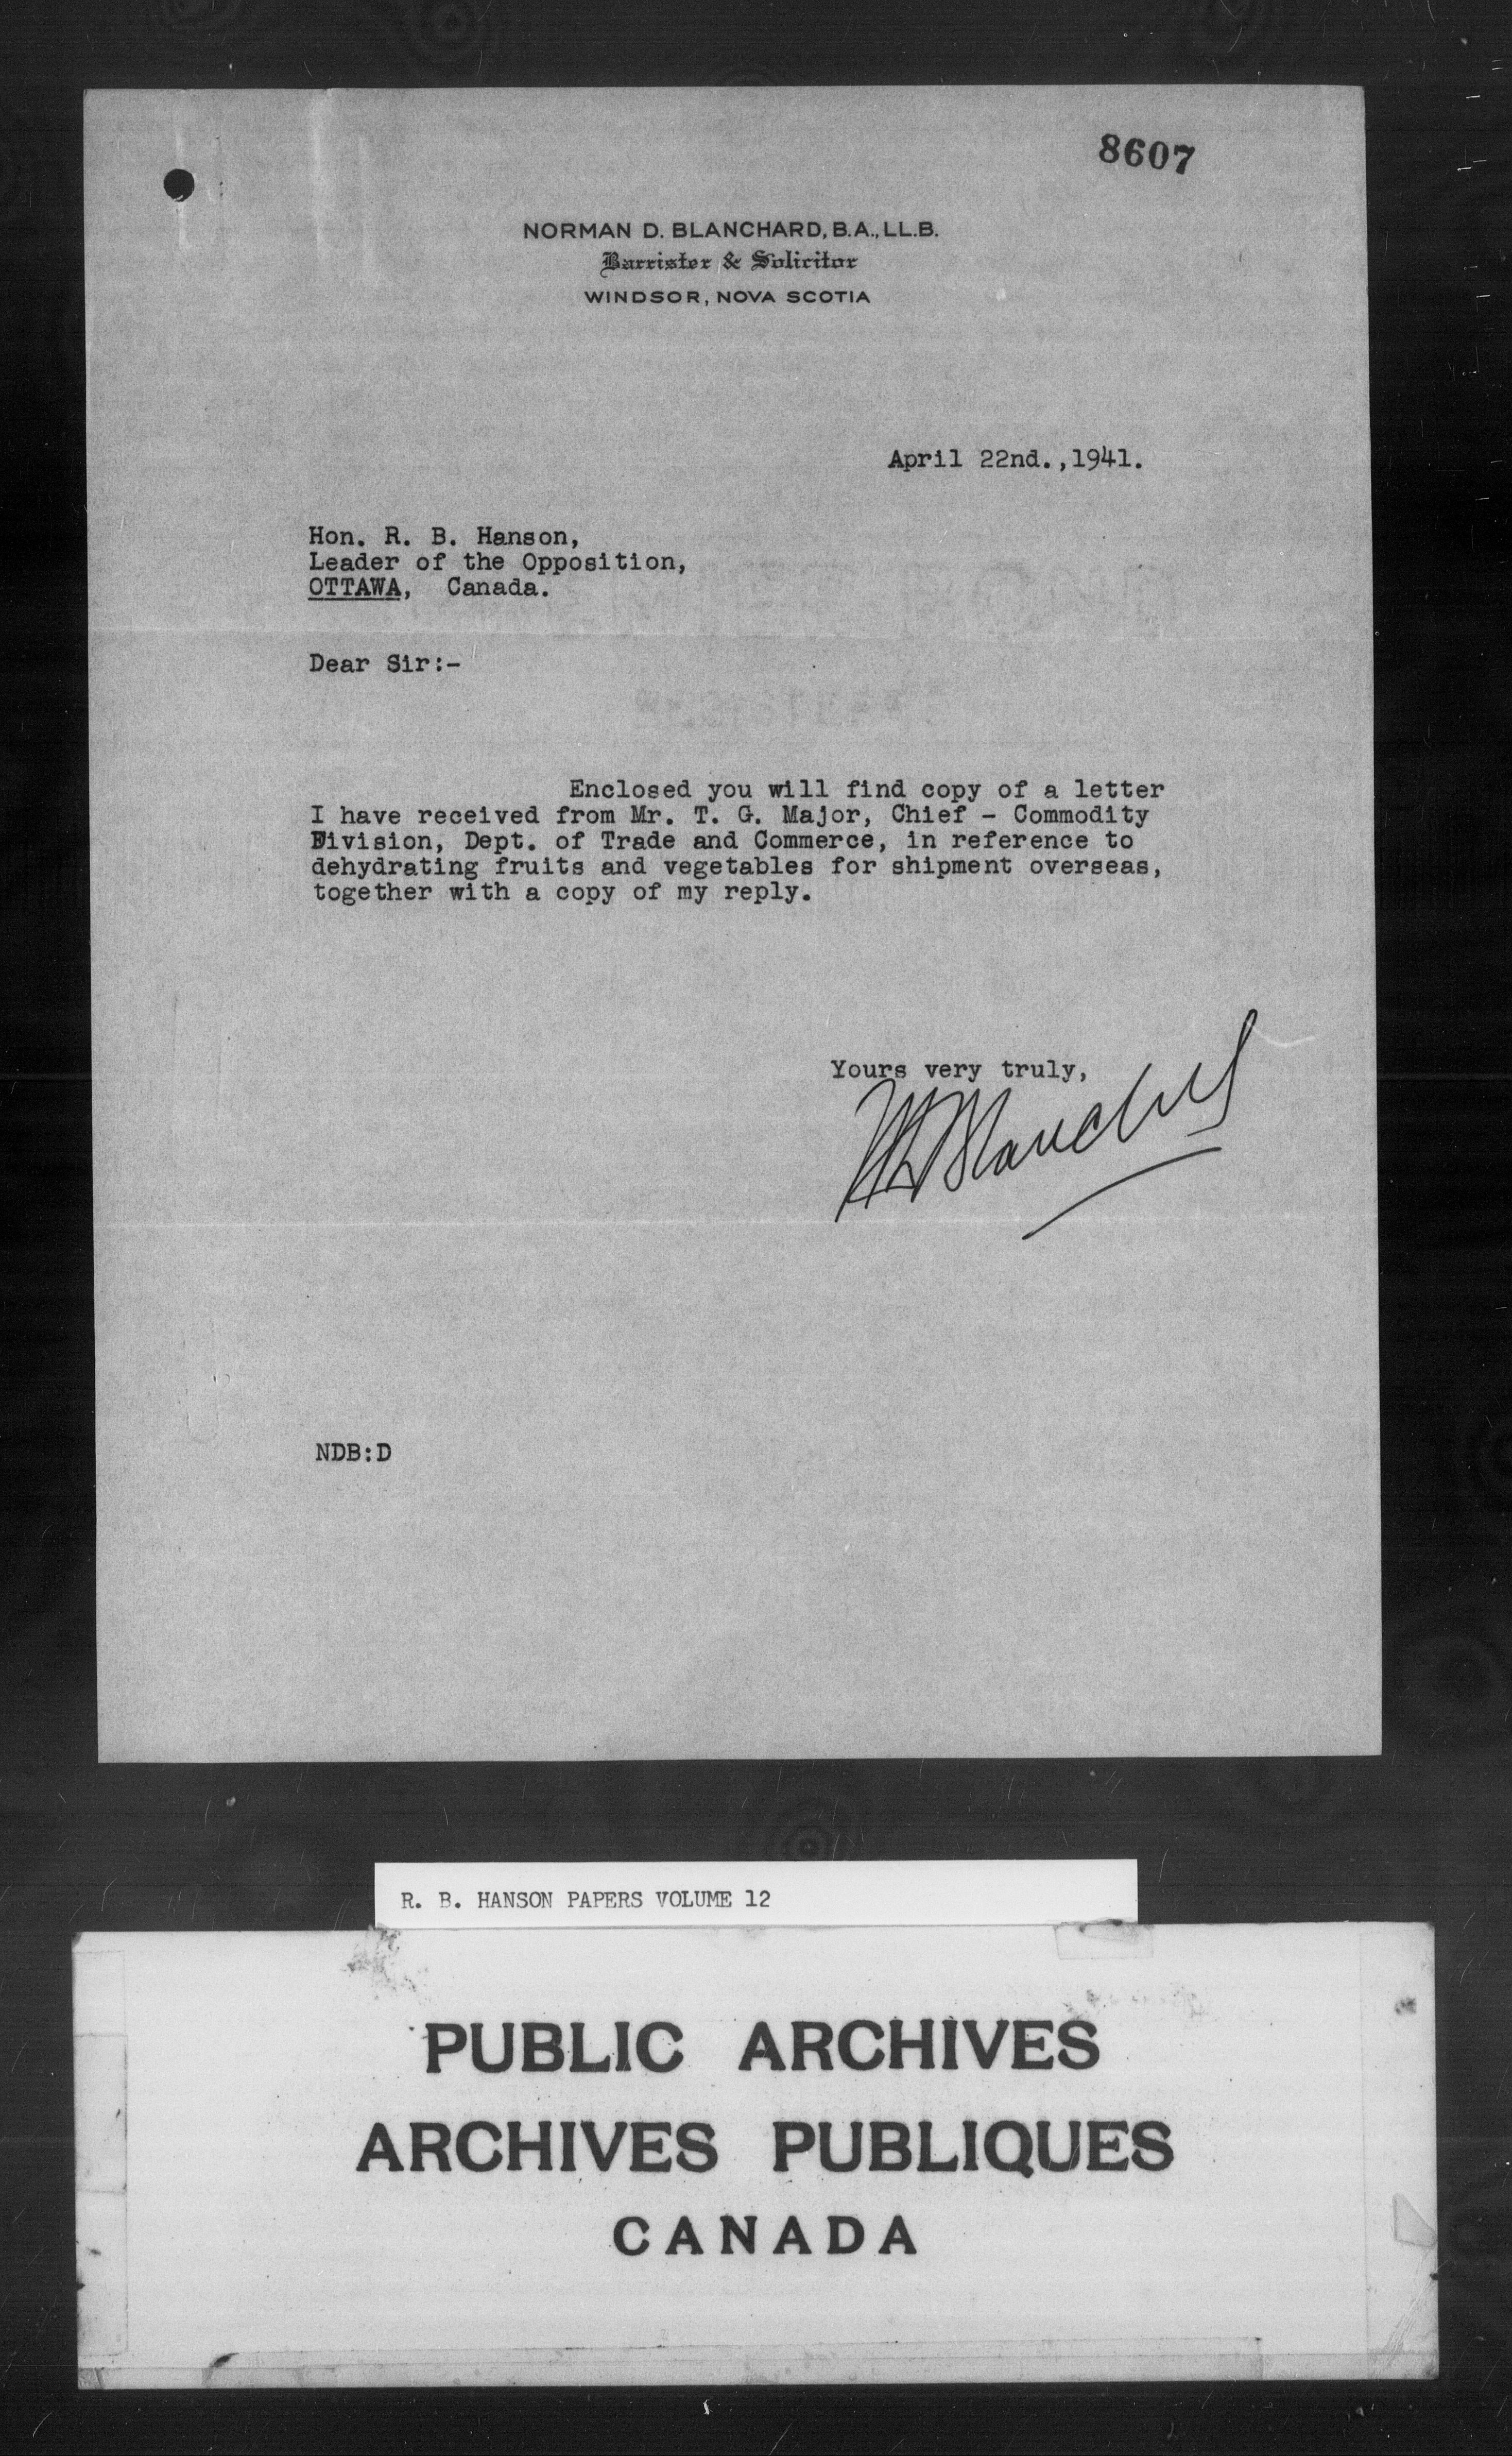 8607
NORMAN D. BLANCHARD, B.A., LL.B.
Barrister & Solicitor
WINDSOR, NOVA SCOTIA
April 22nd.,1941.
Hon. R. B. Hanson,
Leader of the Opposition,
OTTAWA, Canada.
Dear Sir:-
Enclosed you will find copy of a letter
I have received from Mr. T. G. Major, Chief - Commodity
Division, Dept. of Trade and Commerce, in reference to
dehydrating fruits and vegetables for shipment overseas,
together with a copy of my reply.
Yours very truly,
NDBlanchard
NDB:D
R. B. HANSON PAPERS VOLUME 12
PUBLIC ARCHIVES
ARCHIVES PUBLIQUES
CANADA